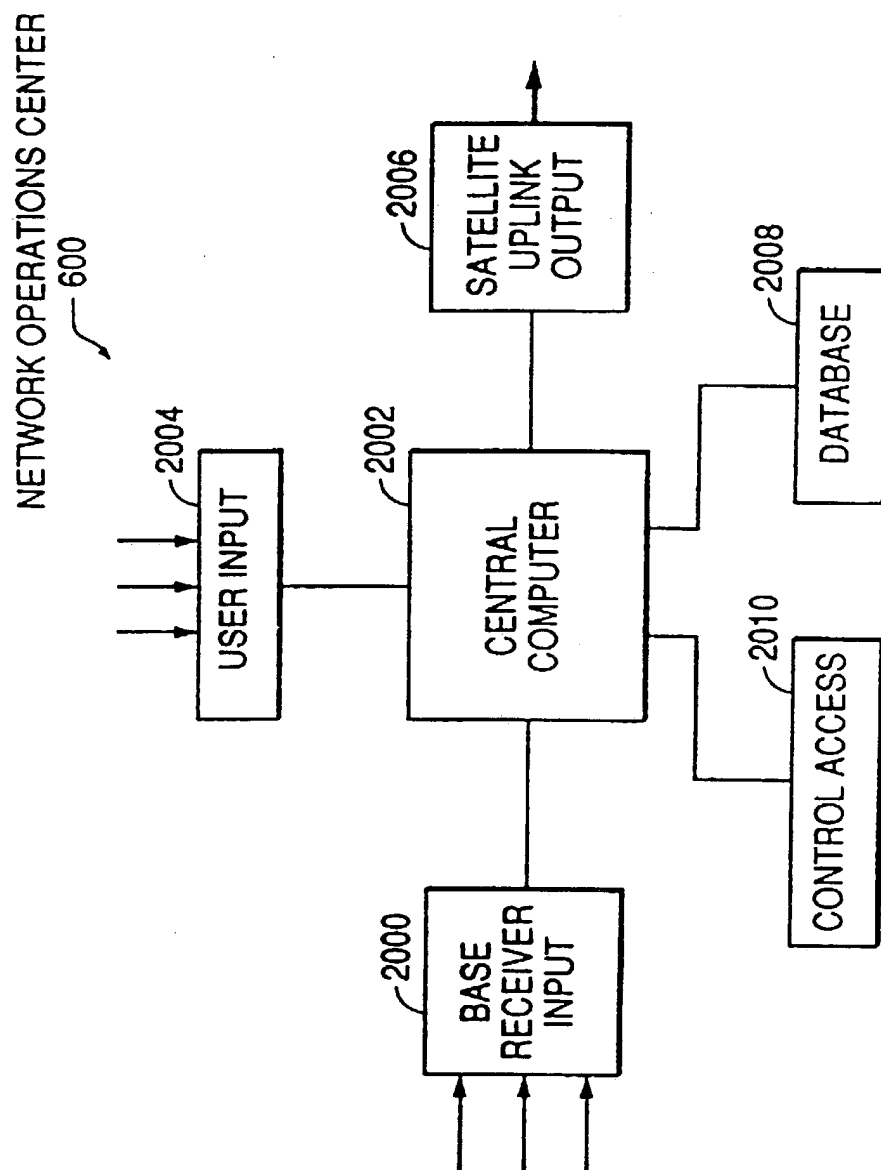 NETWORK OPERATIONS CENTER
600
2004
USER INPUT
2000
BASE
RECEIVER
INPUT
2002
CENTRAL
COMPUTER
2006
SATELLITE
UPLINK
OUTPUT
2010
CONTROL ACCESS
2008
DATABASE